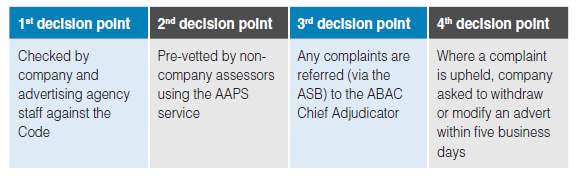 1st decision point
Checked by
company and
advertising agency
staff against the
Code
2nd decision point
Pre-vetted by non-
company assessors
using the AAPS
service
3rd decision point
Any complaints are
referred (via the
ASB) to the ABAC
Chief Adjudicator
4th decision point
Where a complaint
is upheld, company
asked to withdraw
or modify an advert
within five business
days